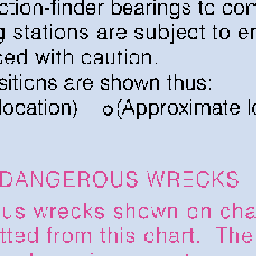 ction-finder bearings to com
g stations are subject to er
sed with caution.
sitions are shown thus:
location) o(Approximate lo
DANGEROUS WRECKS
us wrecks shown on cha
tted from this chart. The